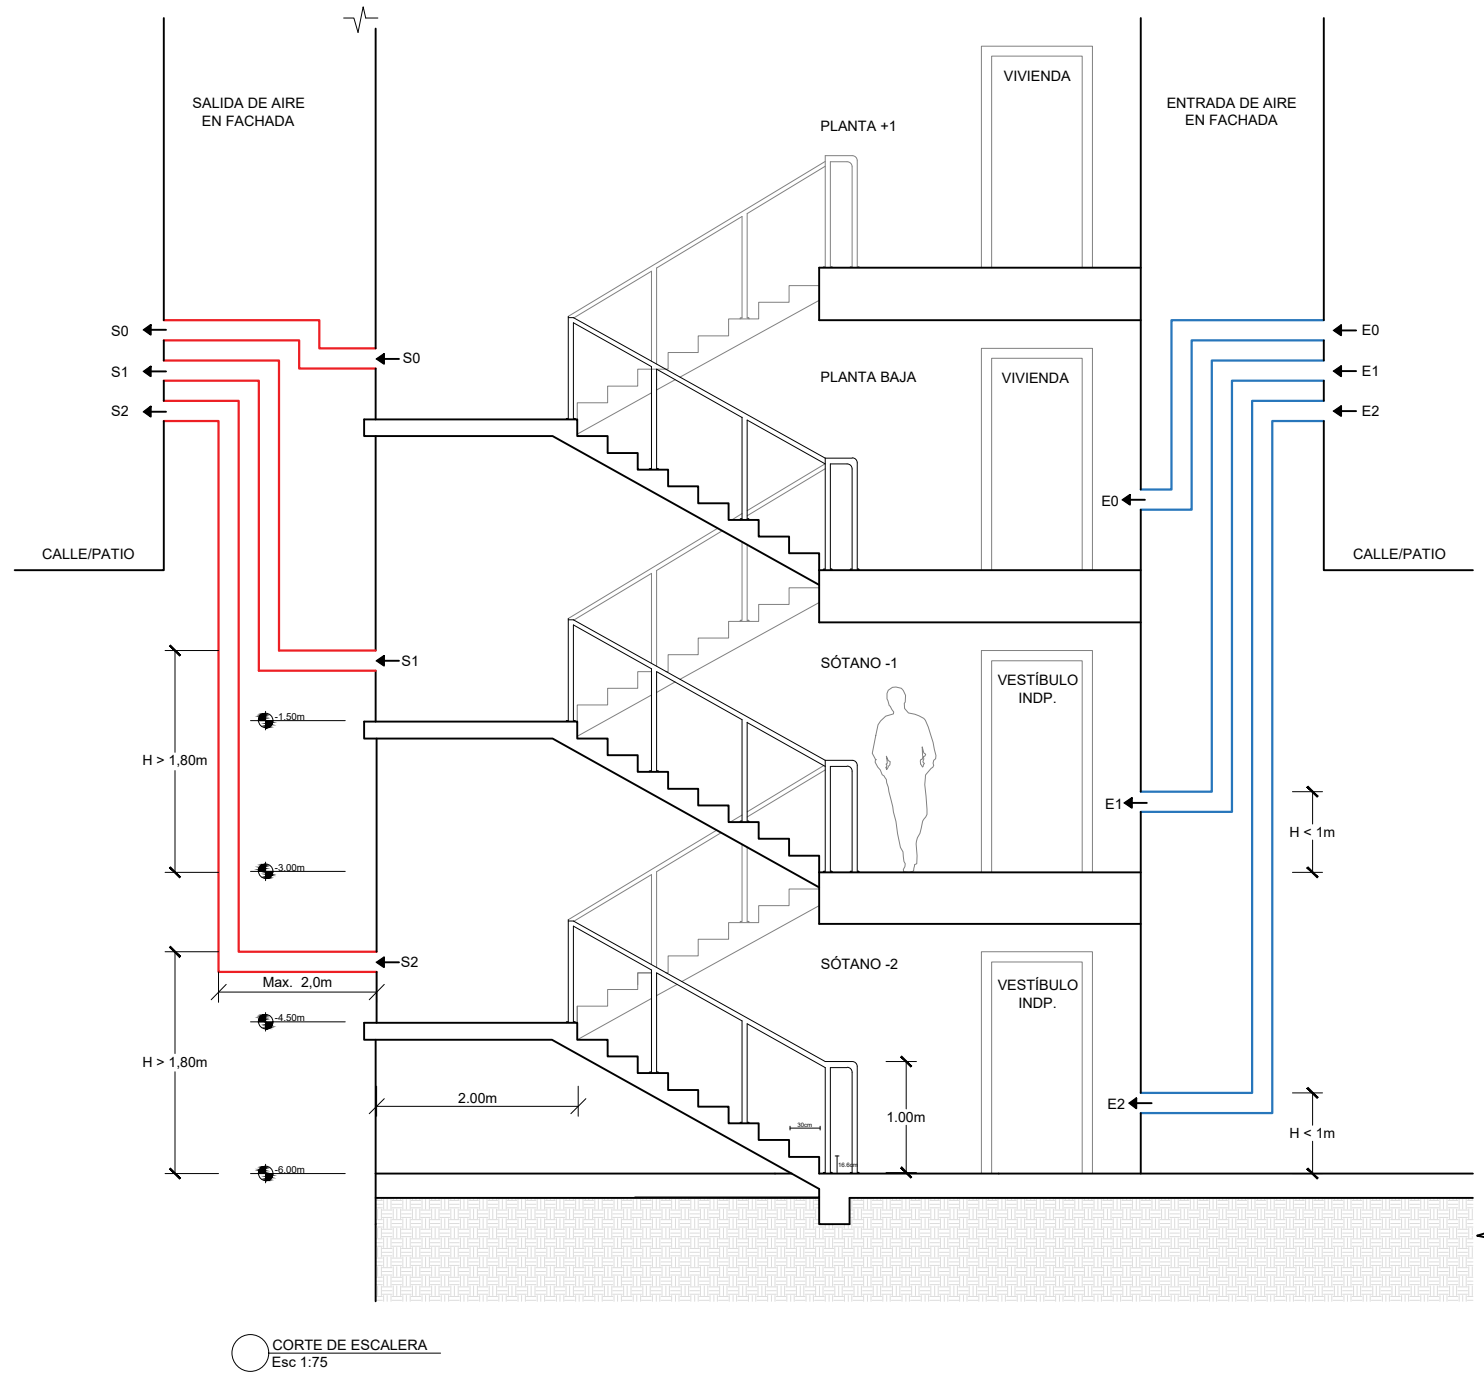 VIVIENDA
SALIDA DE AIRE
EN FACHADA
ENTRADA DE AIRE
EN FACHADA
PLANTA +1
S0
S0
E0
S1
PLANTA BAJA
VIVIENDA
E1
S2
E2
E0
CALLE/PATIO
CALLE/PATIO
S1
SÓTANO -1
VESTÍBULO
INDP.
-1.50m
H > 1,80m
E1
H < 1m
-3.00m
S2
SÓTANO -2
Max. 2,0m
VESTÍBULO
INDP.
-4.50m
H > 1,80m
2.00m
1.00m
E2
30cm
H < 1m
16.6cm
-6.00m
CORTE DE ESCALERA
Esc 1:75